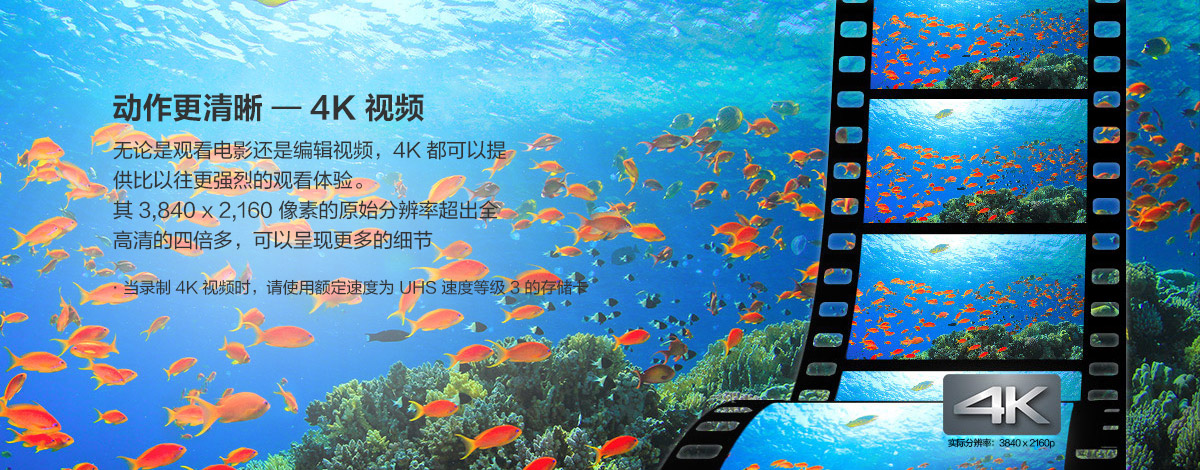 动作更清晰 — 4K 视频
无论是观看电影还是编辑视频，4K 都可以提
供比以往更强烈的观看体验。
其 3,840 x 2,160 像素的原始分辨率超出全
高清的四倍多，可以呈现更多的细节
· 当录制 4K 视频时，请使用额定速度为 UHS 速度等级 3 的存储卡
4K
实际分辨率：3840 x 2160p